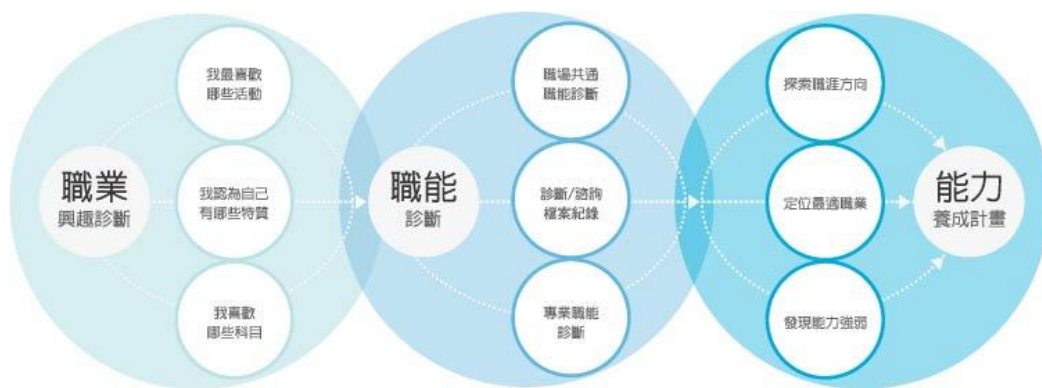 職業
興趣診斷
我最喜歡
哪些活動
我認為自己
有哪些特質
我喜歡
哪些科目
職能
診斷
職場共通
職能診斷
診斷/諮詢
檔案紀錄
專業職能
診斷
探索職涯方向
定位最適職業
發現能力強弱
能力
養成計畫